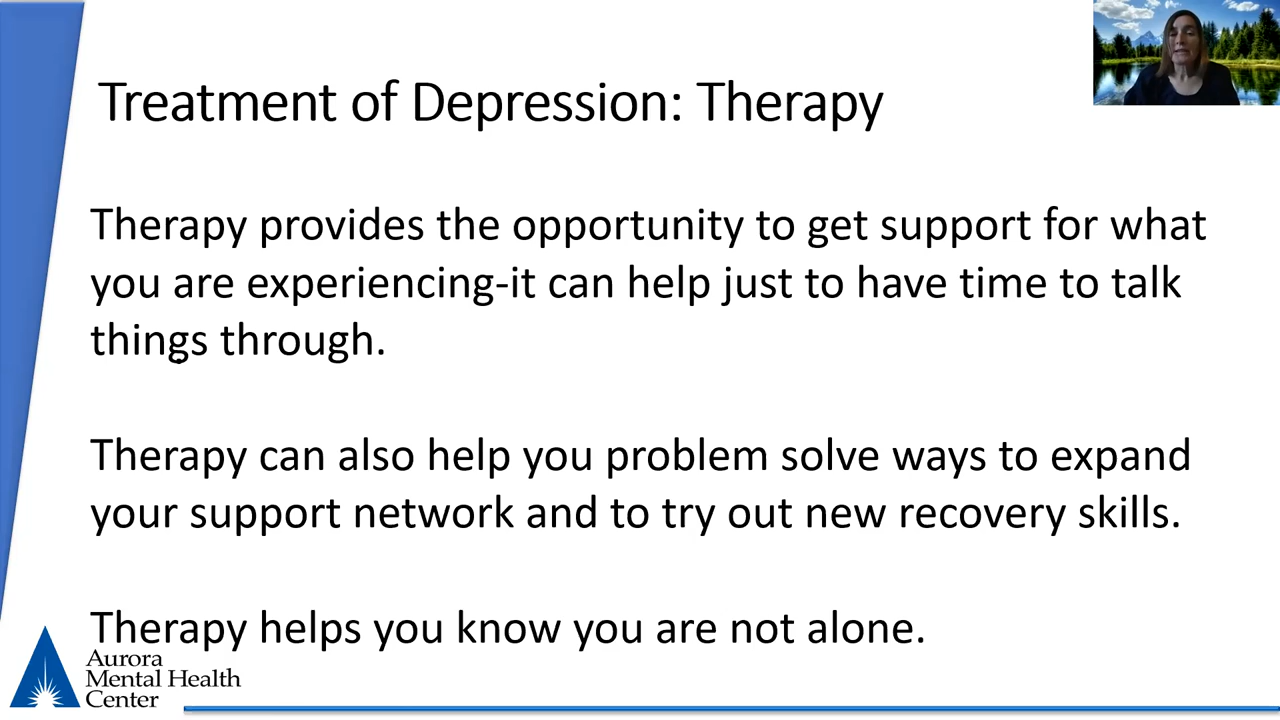 Treatment of Depression: Therapy
Therapy provides the opportunity to get support for what
you are experiencing-it can help just to have time to talk
things through.
Therapy can also help you problem solve ways to expand
your support network and to try out new recovery skills.
Therapy helps you know you are not alone.
Aurora
Mental Health
Center